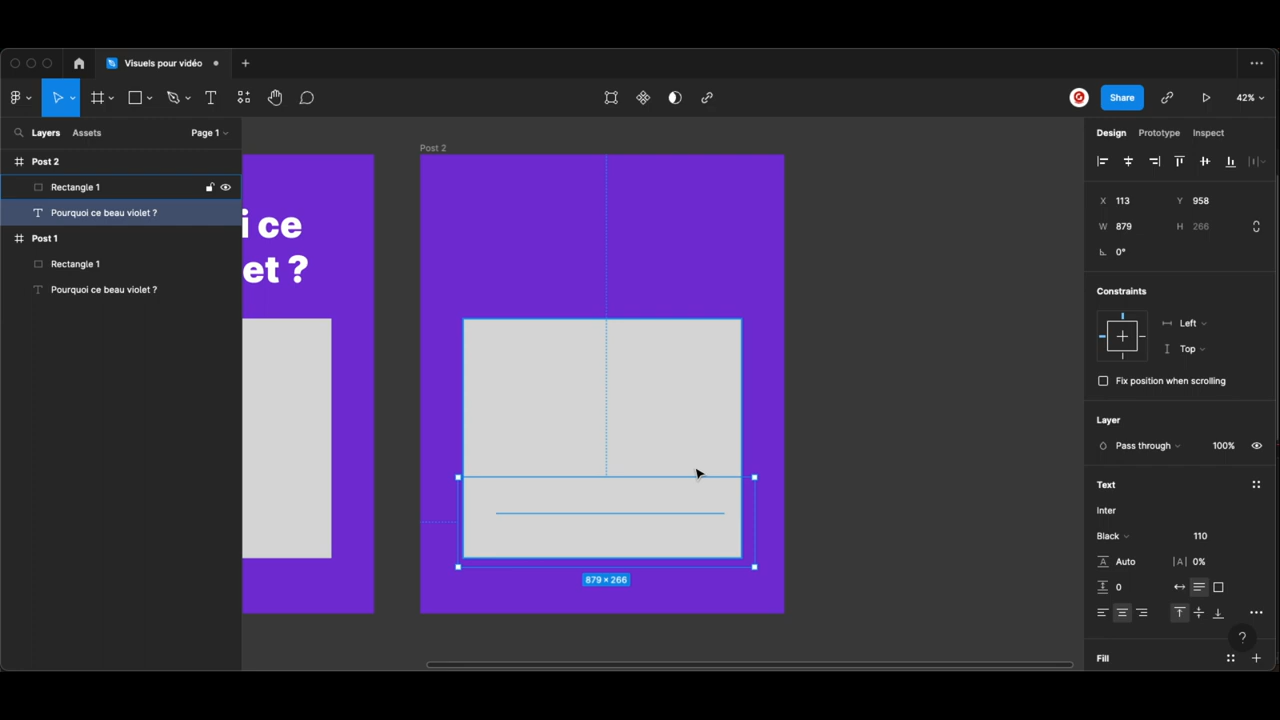 Visuels pour vidéo
Share
42%
Layers
Assets
Page 1
Post 2
Rectangle 1
Pourquoi ce beau violet ?
Post 1
Rectangle 1
Pourquoi ce beau violet ?
i ce
et ?
Post 2
879 × 266
Design
Prototype
Inspect
X 113
Y 958
W 879
H 266
0°
Constraints
Left
Top
Fix position when scrolling
Layer
Pass through
100%
Text
Inter
Black
110
Auto
|A| 0%
0
Fill
?